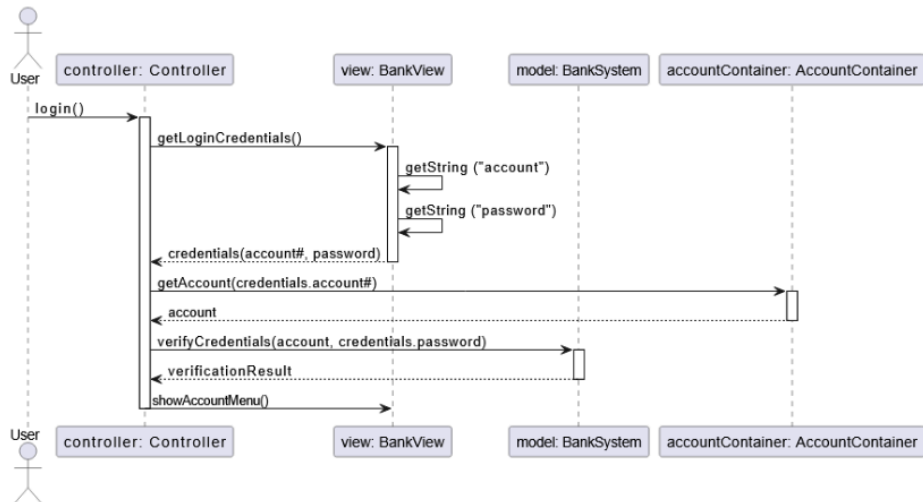 User
controller: Controller
view: BankView
model: BankSystem
accountContainer: AccountContainer
login()
getLoginCredentials()
getString ("account")
getString ("password")
credentials(account#, password)
getAccount(credentials.account#)
account
verifyCredentials(account, credentials.password)
verificationResult
showAccountMenu()
User
controller: Controller
view: BankView
model: BankSystem
accountContainer: AccountContainer